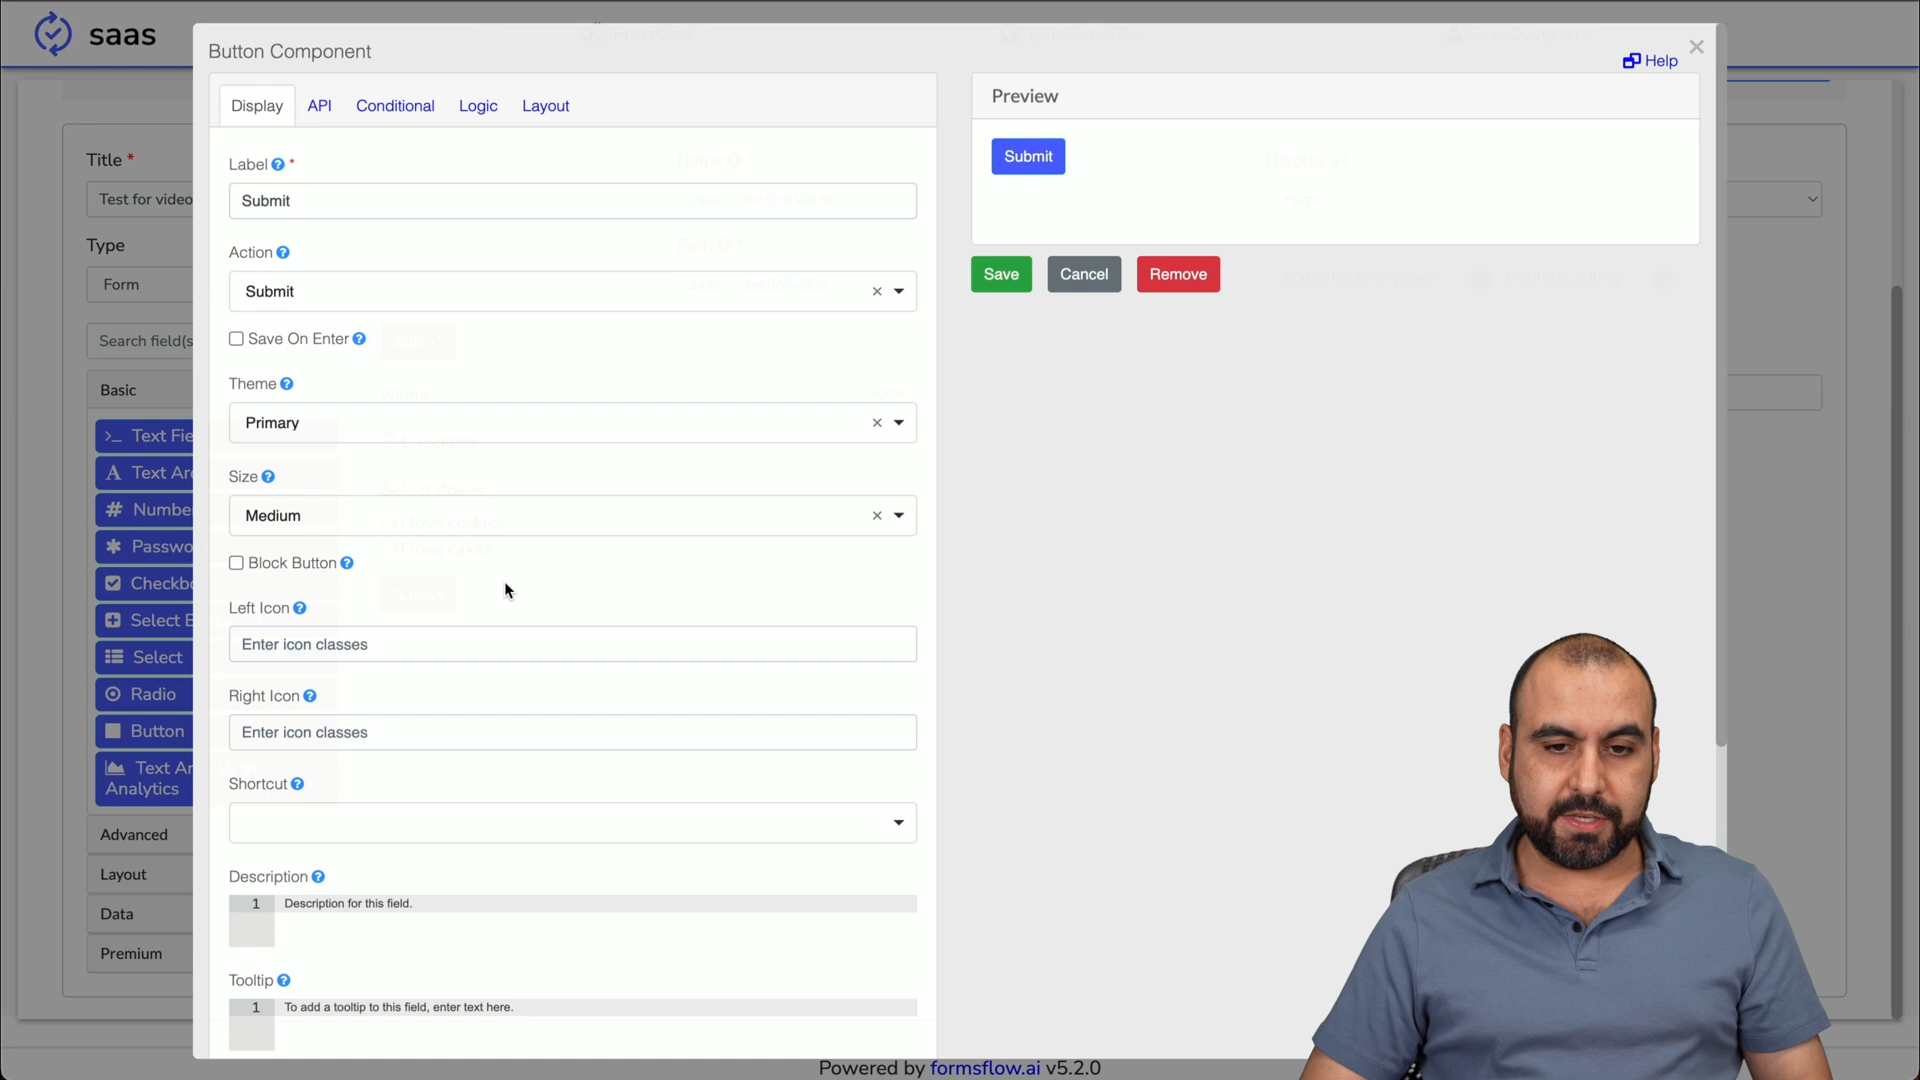 saas
Button Component
Help
Display API Conditional Logic Layout
Preview
Title *
Label *
Submit
Submit
Test for video
Type
Action
Submit
Save Cancel Remove
Form
Save On Enter
Search field(s
Theme
Basic
Primary
Text Fie
Text Are
Size
Numbe
Medium
Passwo
Block Button
Checkbo
Left Icon
Select B
Enter icon classes
Select
Radio
Right Icon
Button
Enter icon classes
Text Ar
Analytics
Shortcut
Advanced
Layout
Description
1 Description for this field.
Data
Premium
Tooltip
1 To add a tooltip to this field, enter text here.
Powered by formsflow.ai v5.2.0